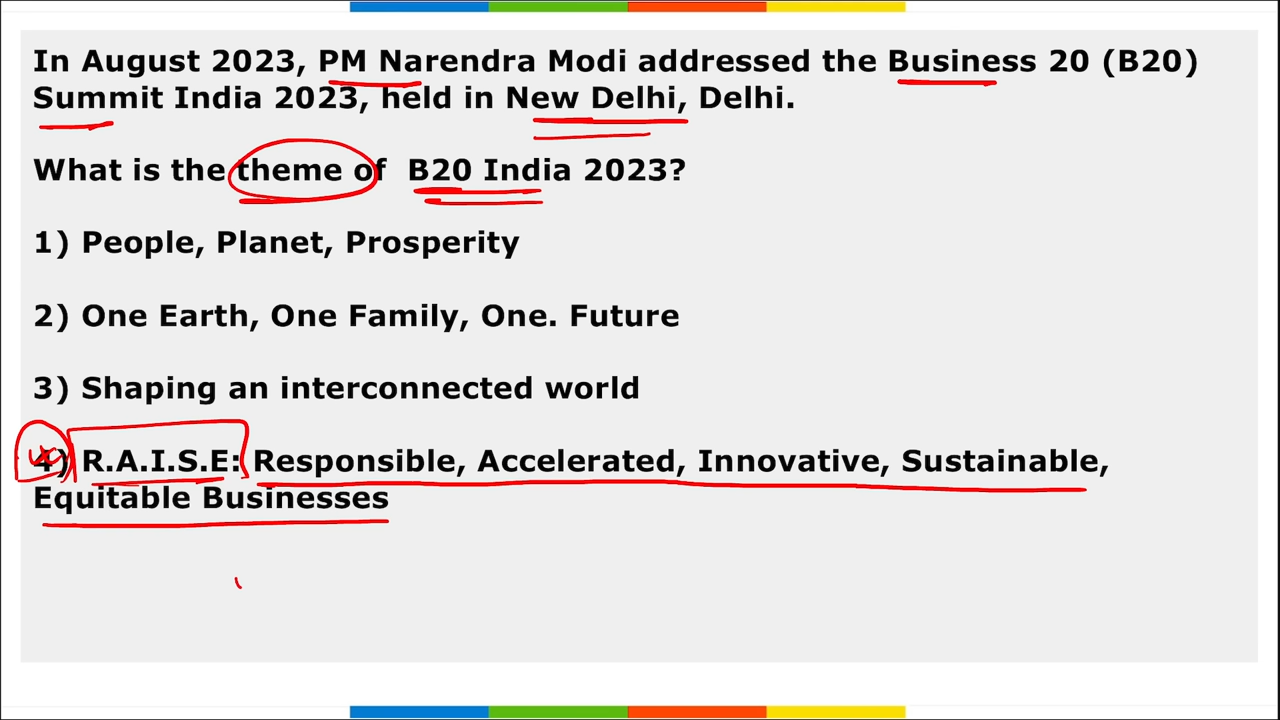 In August 2023, PM Narendra Modi addressed the Business 20 (B20)
Summit India 2023, held in New Delhi, Delhi.
What is the theme of B20 India 2023?
1) People, Planet, Prosperity
2) One Earth, One Family, One. Future
3) Shaping an interconnected world
4) R.A.I.S.E: Responsible, Accelerated, Innovative, Sustainable,
Equitable Businesses